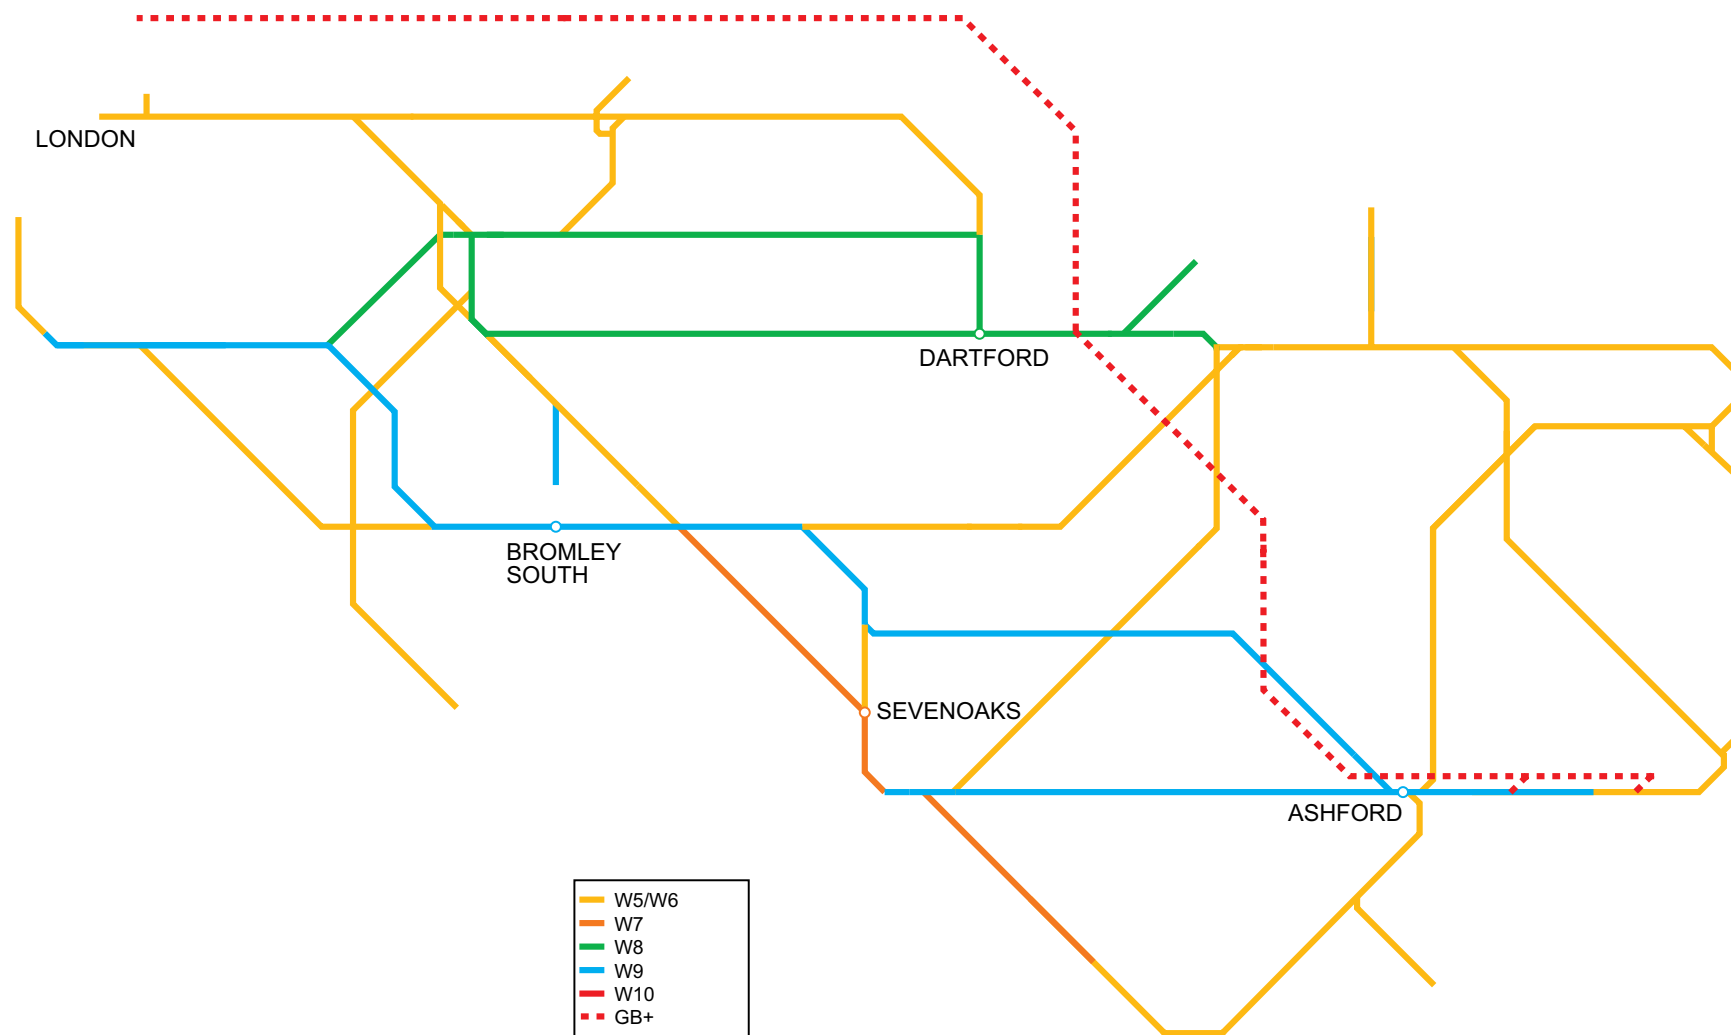 LONDON
DARTFORD
BROMLEY
SOUTH
SEVENOAKS
ASHFORD
W5/W6
W7
W8
W9
W10
GB+